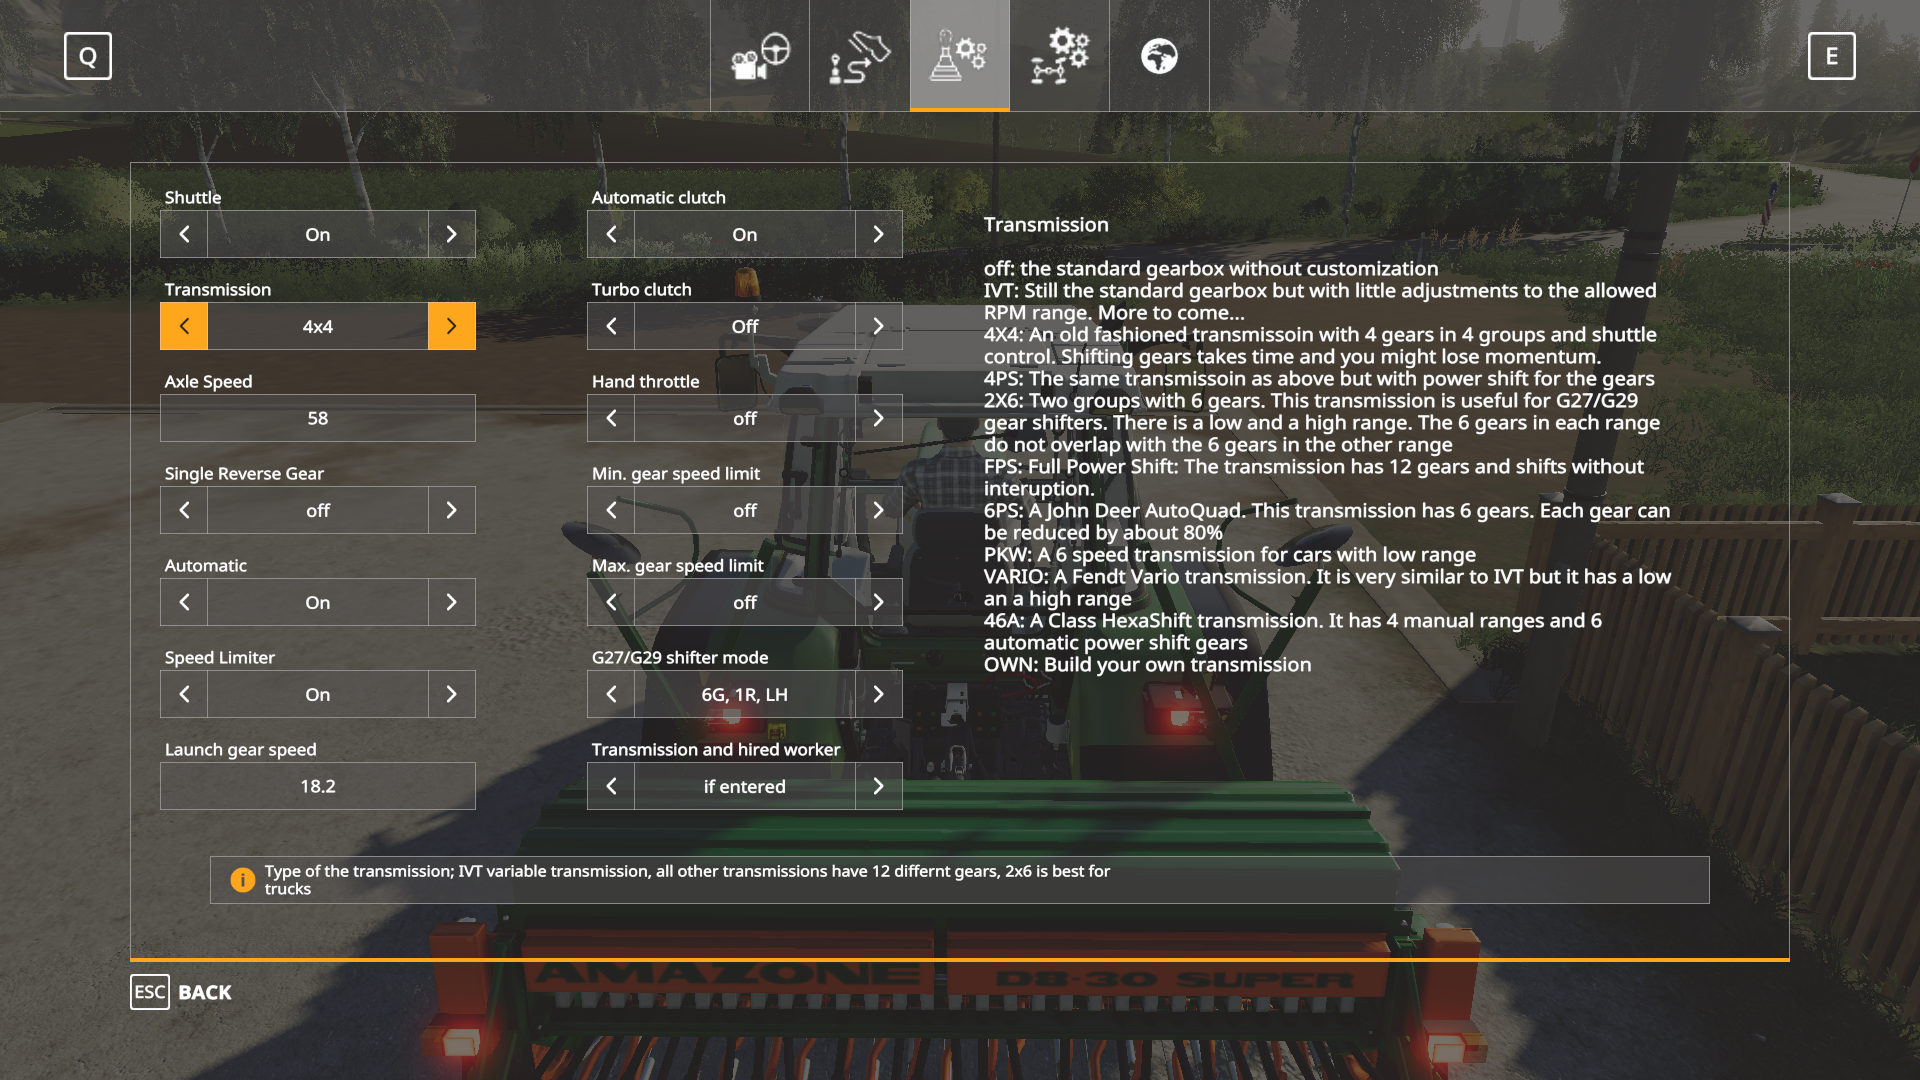 Q
E
Shuttle
On
Transmission
4x4
Axle Speed
58
Single Reverse Gear
off
Automatic
On
Speed Limiter
On
Launch gear speed
18.2
Automatic clutch
On
Turbo clutch
Off
Hand throttle
off
Min. gear speed limit
off
Max. gear speed limit
off
G27/G29 shifter mode
6G, 1R, LH
Transmission and hired worker
if entered
Transmission
off: the standard gearbox without customization
IVT: Still the standard gearbox but with little adjustments to the allowed
RPM range. More to come...
4X4: An old fashioned transmissoin with 4 gears in 4 groups and shuttle
control. Shifting gears takes time and you might lose momentum.
4PS: The same transmissoin as above but with power shift for the gears
2X6: Two groups with 6 gears. This transmission is useful for G27/G29
gear shifters. There is a low and a high range. The 6 gears in each range
do not overlap with the 6 gears in the other range
FPS: Full Power Shift: The transmission has 12 gears and shifts without
interuption.
6PS: A John Deer AutoQuad. This transmission has 6 gears. Each gear can
be reduced by about 80%
PKW: A 6 speed transmission for cars with low range
VARIO: A Fendt Vario transmission. It is very similar to IVT but it has a low
an a high range
46A: A Class HexaShift transmission. It has 4 manual ranges and 6
automatic power shift gears
OWN: Build your own transmission
Type of the transmission; IVT variable transmission, all other transmissions have 12 differnt gears, 2x6 is best for
trucks
AMAZONE D8-30 SUPER
ESC BACK